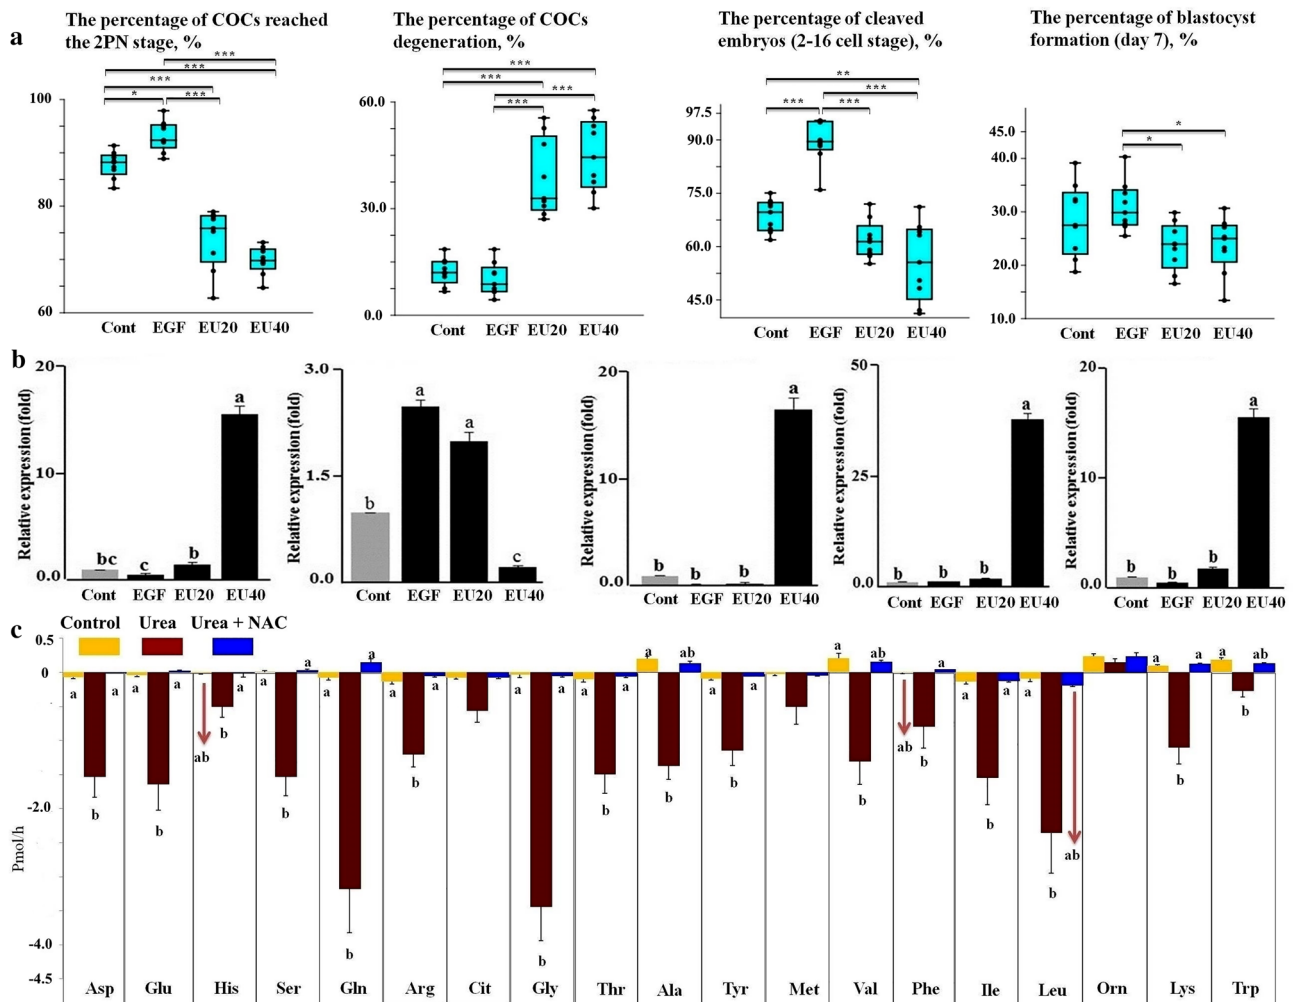 a
The percentage of COCs reached
the 2PN stage, %
The percentage of COCs
degeneration, %
The percentage of cleaved
embryos (2-16 cell stage), %
The percentage of blastocyst
formation (day 7), %
***
***
***
* ***
100
80
60
Cont EGF EU20 EU40
***
***
***
***
60.0
30.0
0.0
Cont EGF EU20 EU40
**
***
*** ***
97.5
90.0
75.0
60.0
45.0
Cont EGF EU20 EU40
*
*
45.0
40.0
30.0
20.0
10.0
Cont EGF EU20 EU40
b
Relative expression (fold)
20
10
0.0
bc c b a
Cont EGF EU20 EU40
Relative expression (fold)
3.0
1.5
0.0
b a a c
Cont EGF EU20 EU40
Relative expression (fold)
20
10
0.0
b b b a
Cont EGF EU20 EU40
Relative expression (fold)
50
25
0.0
b b b a
Cont EGF EU20 EU40
Relative expression (fold)
20
10
0.0
b b b a
Cont EGF EU20 EU40
c
Control Urea Urea + NAC
Pmol/h
0.5
0
-2.0
-4.0
-4.5
a b a
a b a
ab b a
a b a
a b a
a b a
a b a
a b a
a b a
a b a
a b ab
ab b a
a b a
a b ab
a b a
a b ab
Asp Glu His Ser Gln Arg Cit Gly Thr Ala Tyr Met Val Phe Ile Leu Orn Lys Trp